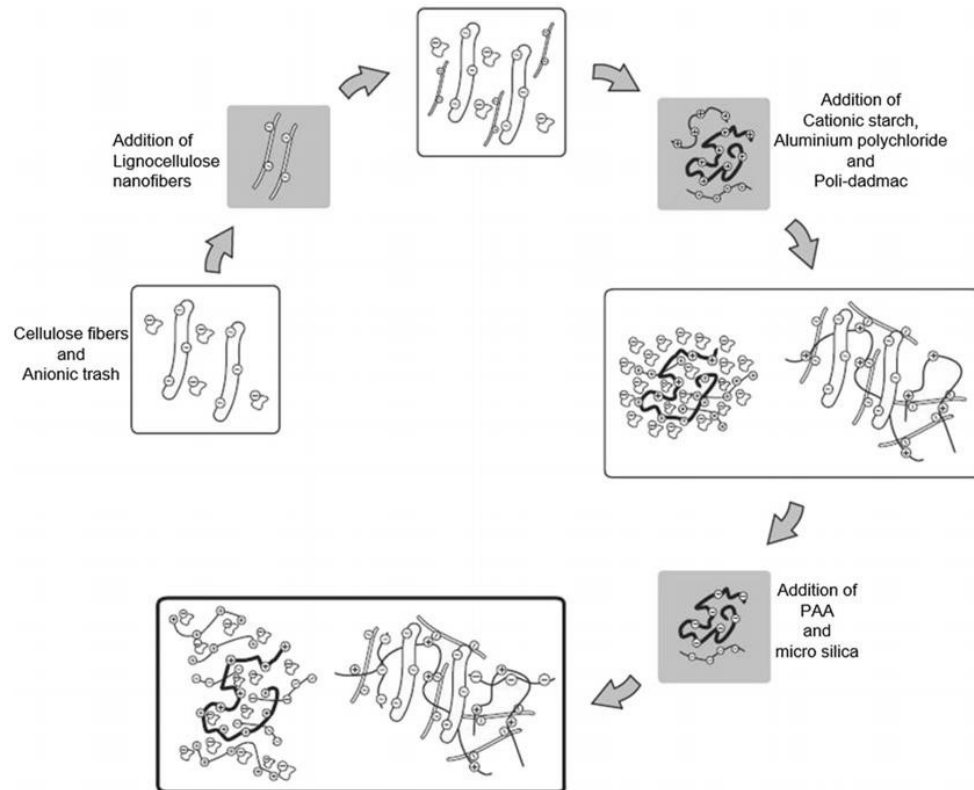 Addition of
Lignocellulose
nanofibers
Addition of
Cationic starch,
Aluminium polychloride
and
Poli-dadmac
Cellulose fibers
and
Anionic trash
Addition of
PAA
and
micro silica